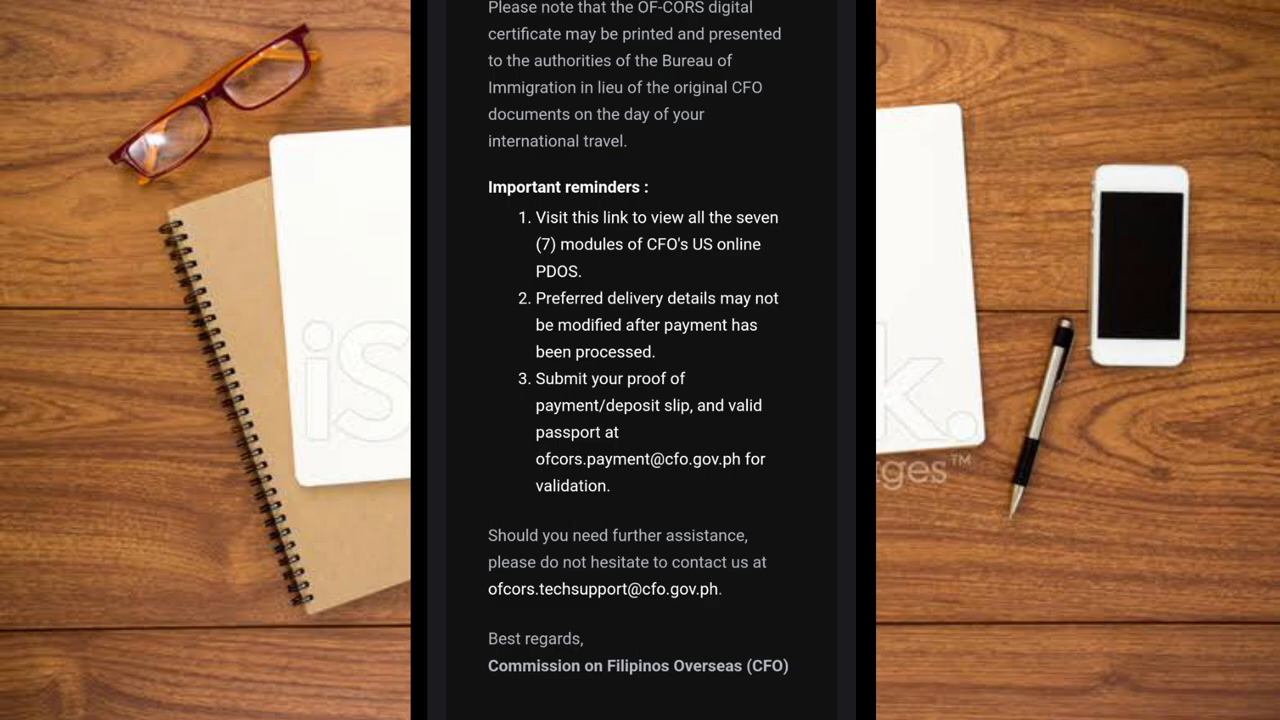 Please note that the OF-CORS digital
certificate may be printed and presented
to the authorities of the Bureau of
Immigration in lieu of the original CFO
documents on the day of your
international travel.
Important reminders :
1. Visit this link to view all the seven
(7) modules of CFO's US online
PDOS.
2. Preferred delivery details may not
be modified after payment has
been processed.
3. Submit your proof of
payment/deposit slip, and valid
passport at
ofcors.payment@cfo.gov.ph for
validation.
Should you need further assistance,
please do not hesitate to contact us at
ofcors.techsupport@cfo.gov.ph.
Best regards,
Commission on Filipinos Overseas (CFO)
iS
k.
ges™